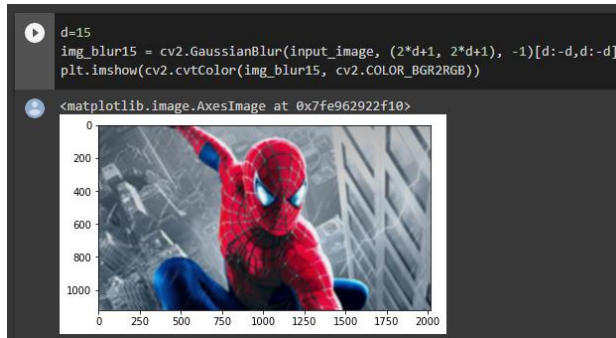 d=15
img_blur15 = cv2.GaussianBlur(input_image, (2*d+1, 2*d+1), -1)[d:-d,d:-d]
plt.imshow(cv2.cvtColor(img_blur15, cv2.COLOR_BGR2RGB))
<matplotlib.image.AxesImage at 0x7fe962922f10>
0
200
400
600
800
1000
0 250 500 750 1000 1250 1500 1750 2000